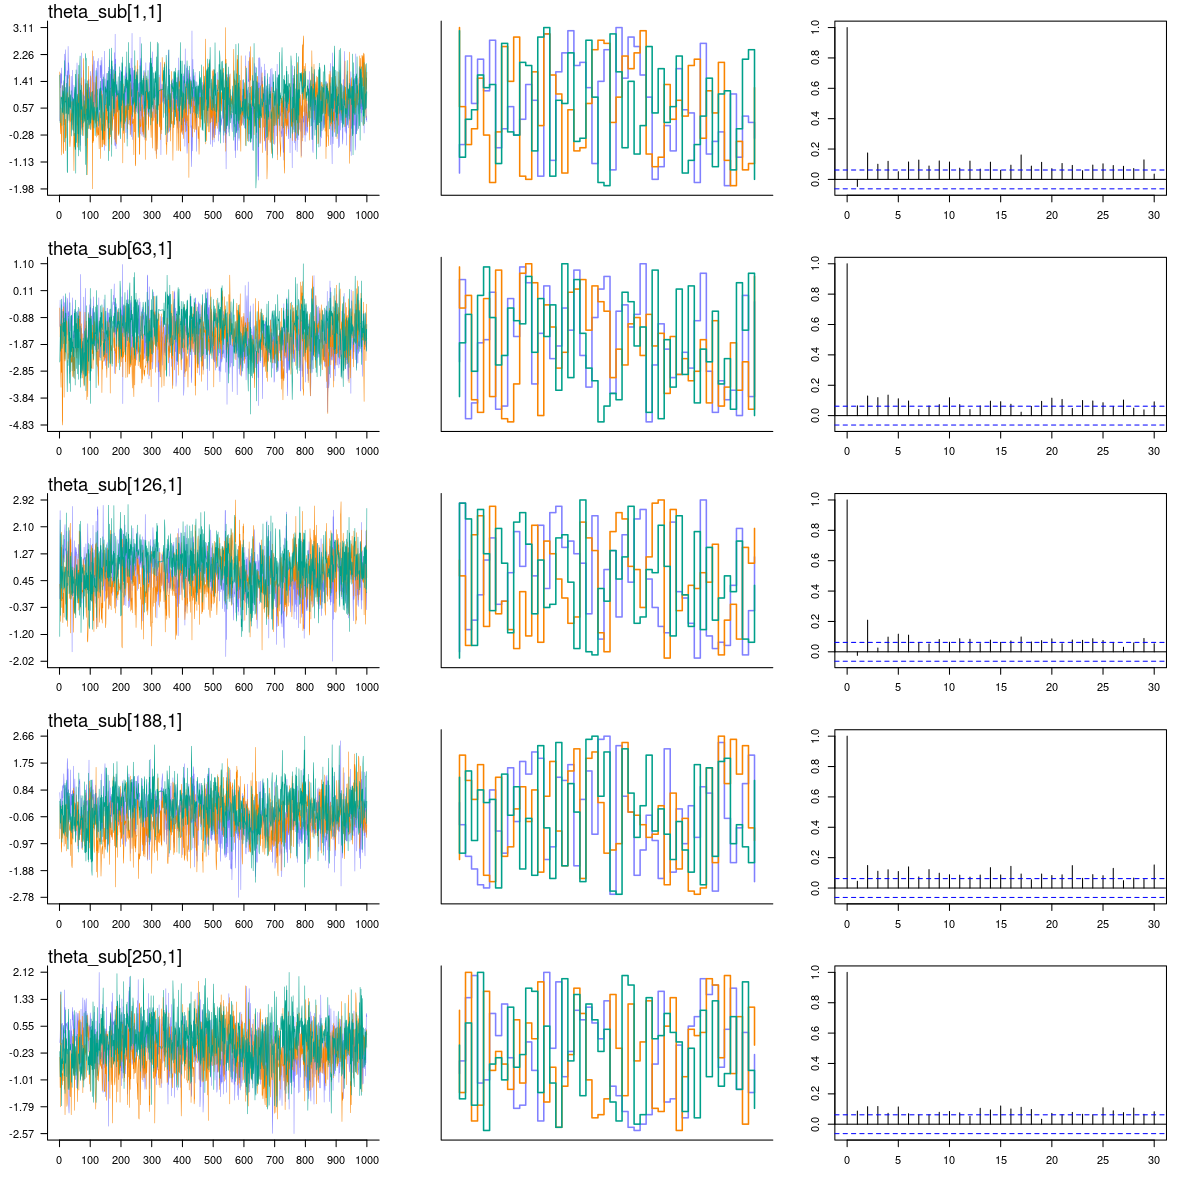 theta_sub[1,1]
3.11
2.26
1.41
0.57
-0.28
-1.13
-1.98
0 100 200 300 400 500 600 700 800 900 1000
0.0 0.2 0.4 0.6 0.8 1.0
0 5 10 15 20 25 30
theta_sub[63,1]
1.10
0.11
-0.88
-1.87
-2.85
-3.84
-4.83
0 100 200 300 400 500 600 700 800 900 1000
0.0 0.2 0.4 0.6 0.8 1.0
0 5 10 15 20 25 30
theta_sub[126,1]
2.92
2.10
1.27
0.45
-0.37
-1.20
-2.02
0 100 200 300 400 500 600 700 800 900 1000
0.0 0.2 0.4 0.6 0.8 1.0
0 5 10 15 20 25 30
theta_sub[188,1]
2.66
1.75
0.84
-0.06
-0.97
-1.88
-2.78
0 100 200 300 400 500 600 700 800 900 1000
0.0 0.2 0.4 0.6 0.8 1.0
0 5 10 15 20 25 30
theta_sub[250,1]
2.12
1.33
0.55
-0.23
-1.01
-1.79
-2.57
0 100 200 300 400 500 600 700 800 900 1000
0.0 0.2 0.4 0.6 0.8 1.0
0 5 10 15 20 25 30